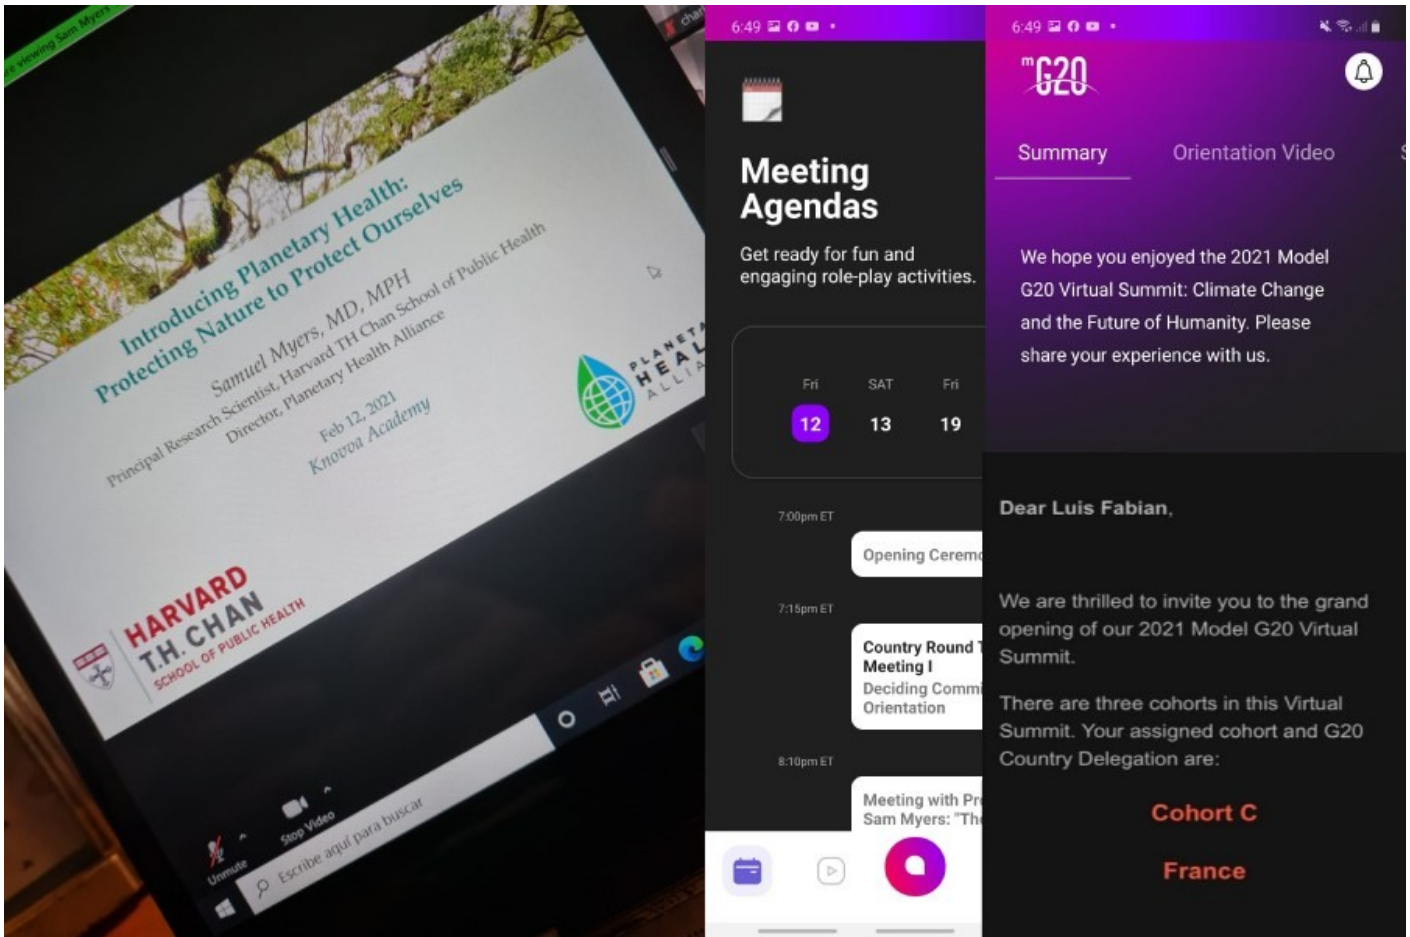 re viewing Sam Myers
Introducing Planetary Health:
Protecting Nature to Protect Ourselves
Samuel Myers, MD, MPH
Principal Research Scientist, Harvard TH Chan School of Public Health
Director, Planetary Health Alliance
Feb 12, 2021
Knovva Academy
PLANETA
HEAL
ALLIA
HARVARD
T.H. CHAN
SCHOOL OF PUBLIC HEALTH
Unmute
Stop Video
Escribe aquí para buscar
6:49
Meeting
Agendas
Get ready for fun and
engaging role-play activities.
Fri SAT Fri
12 13 19
7:00pm ET
Opening Ceremo
7:15pm ET
Country Round T
Meeting I
Deciding Commi
Orientation
8:10pm ET
Meeting with Pr
Sam Myers: "Th
6:49
mG20
Summary Orientation Video
We hope you enjoyed the 2021 Model
G20 Virtual Summit: Climate Change
and the Future of Humanity. Please
share your experience with us.
Dear Luis Fabian,
We are thrilled to invite you to the grand
opening of our 2021 Model G20 Virtual
Summit.
There are three cohorts in this Virtual
Summit. Your assigned cohort and G20
Country Delegation are:
Cohort C
France